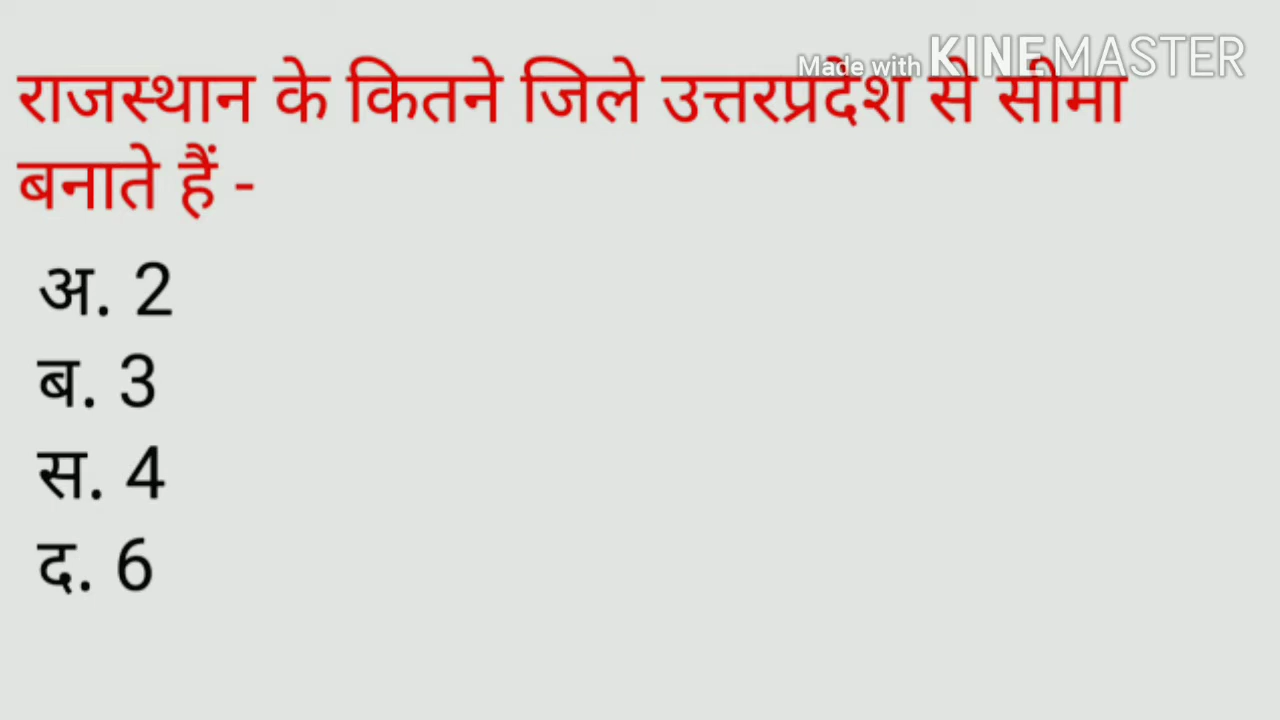 Made with KINEMASTER
राजस्थान के कितने जिले उत्तरप्रदेश से सीमा
बनाते हैं -
अ. 2
ब. 3
स. 4
द. 6